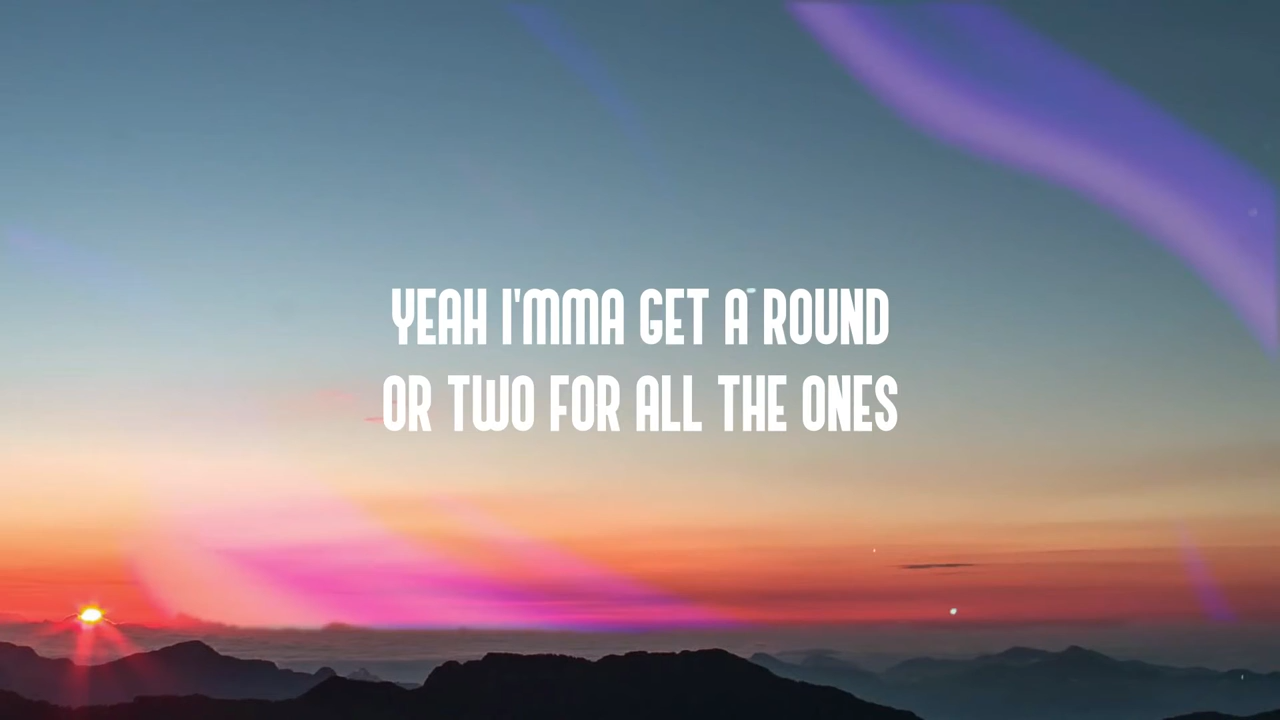 YEAH I'MMA GET A ROUND
OR TWO FOR ALL THE ONES